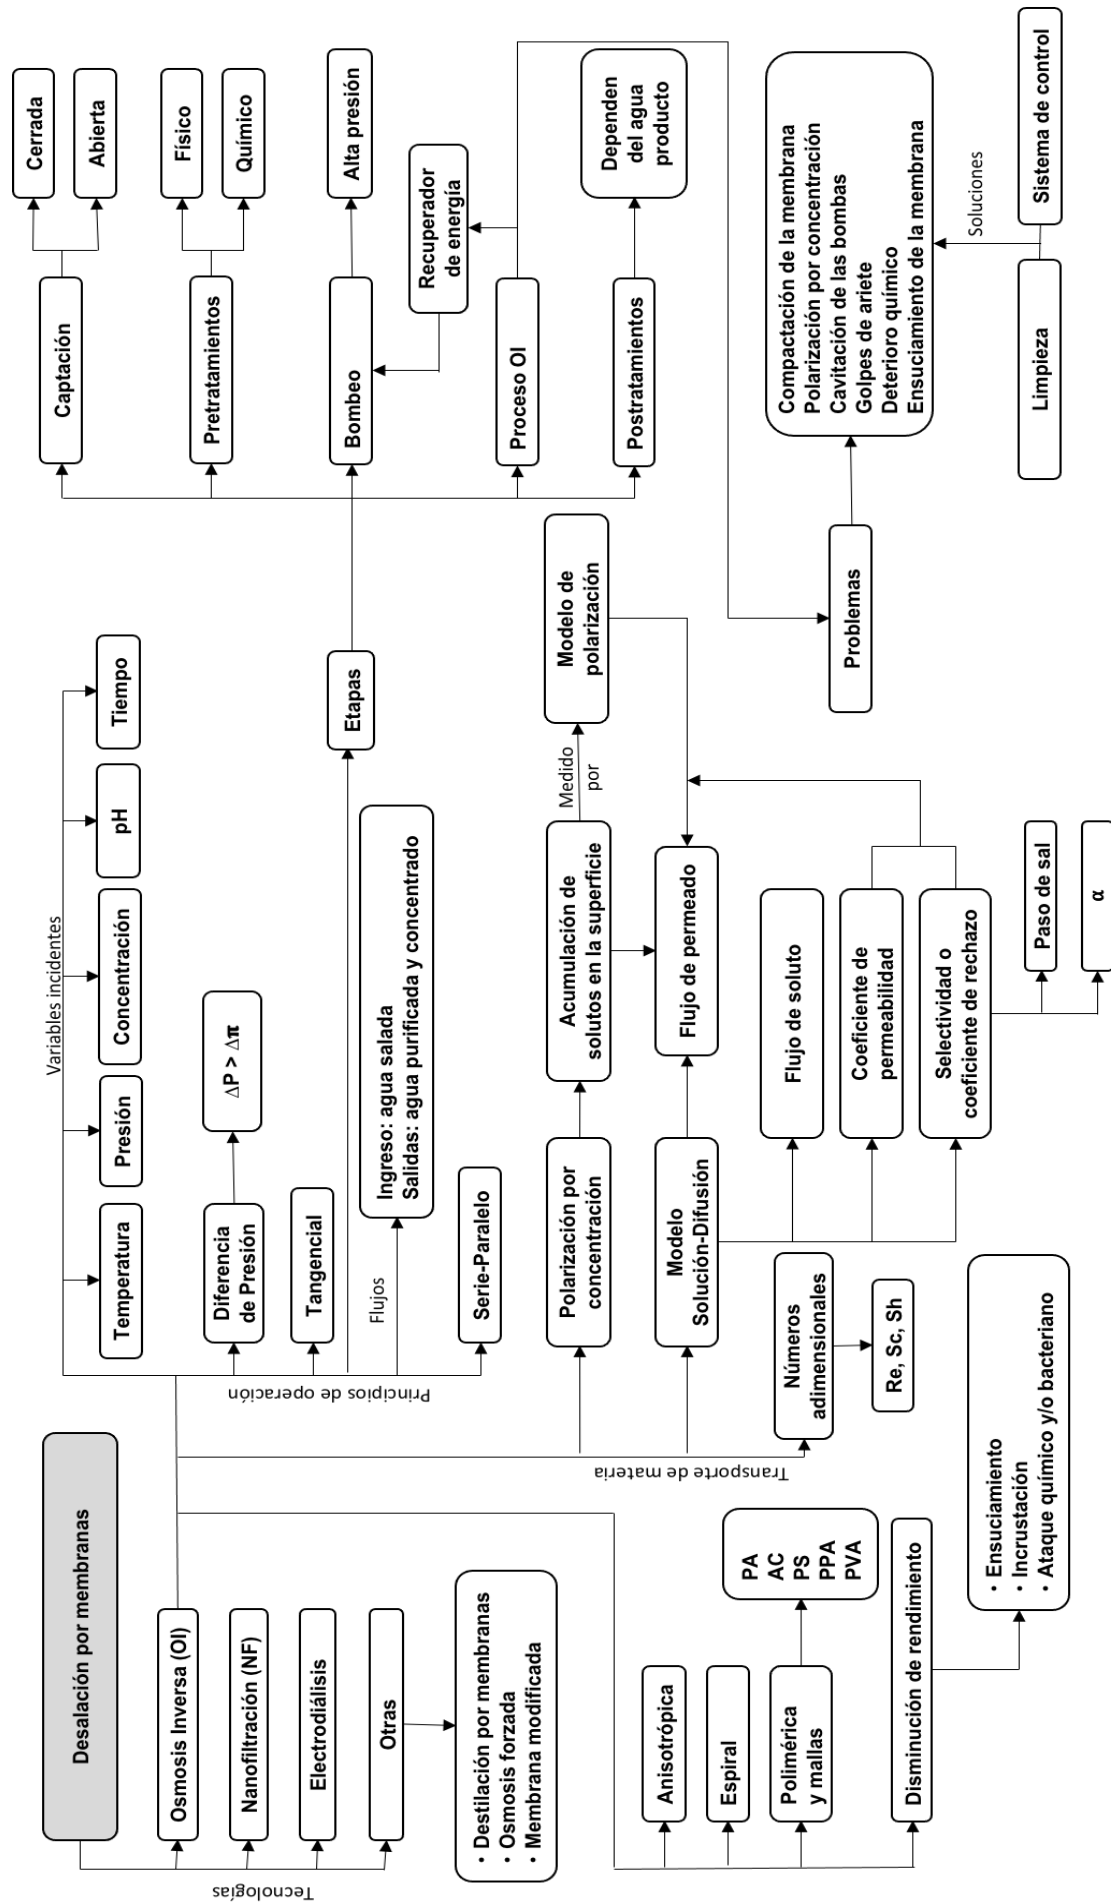 Desalación por membranas
Tecnologías
Osmosis Inversa (OI)
Nanofiltración (NF)
Electrodiálisis
Otras
• Destilación por membranas
• Osmosis forzada
• Membrana modificada
Variables incidentes
Temperatura
Presión
Concentración
pH
Tiempo
Principios de operación
Diferencia
de Presión
ΔP > Δπ
Tangencial
Etapas
Flujos
Ingreso: agua salada
Salidas: agua purificada y concentrado
Serie-Paralelo
Captación
Cerrada
Abierta
Pretratamientos
Físico
Químico
Bombeo
Alta presión
Recuperador
de energía
Proceso OI
Postratamientos
Dependen
del agua
producto
Transporte de materia
Polarización por
concentración
Acumulación de
solutos en la superficie
Medido
por
Modelo de
polarización
Modelo
Solución-Difusión
Flujo de permeado
Flujo de soluto
Coeficiente de
permeabilidad
Selectividad o
coeficiente de rechazo
Paso de sal
α
Números
adimensionales
Re, Sc, Sh
Problemas
Compactación de la membrana
Polarización por concentración
Cavitación de las bombas
Golpes de ariete
Deterioro químico
Ensuciamiento de la membrana
Soluciones
Limpieza
Sistema de control
Anisotrópica
Espiral
Polimérica
y mallas
PA
AC
PS
PPA
PVA
Disminución de rendimiento
• Ensuciamiento
• Incrustación
• Ataque químico y/o bacteriano